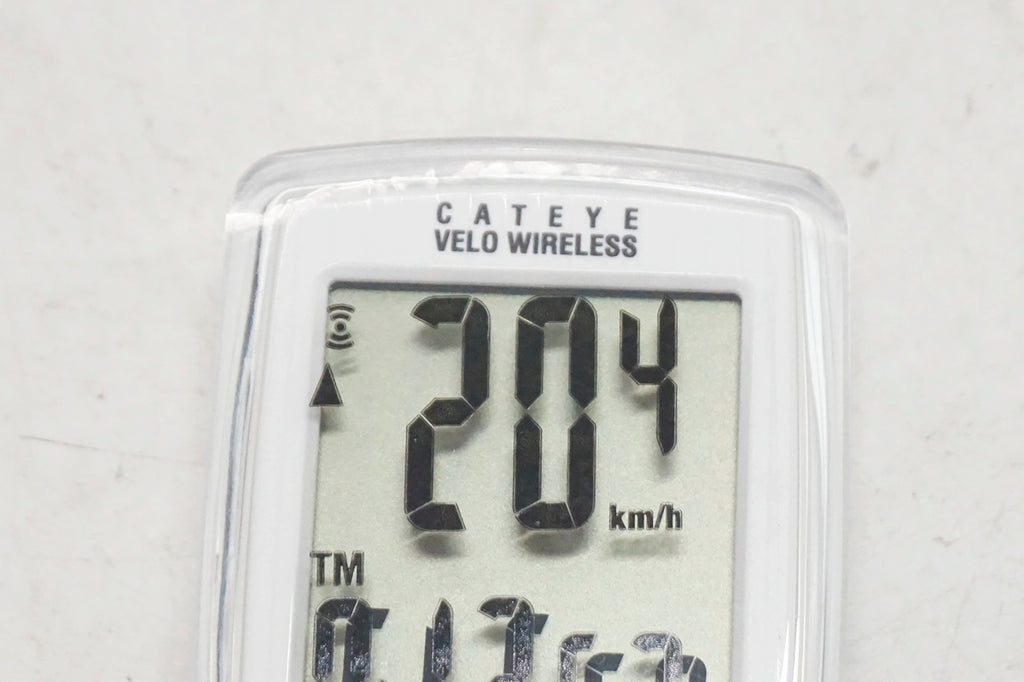 CATEYE
VELO WIRELESS
204
km/h
TM